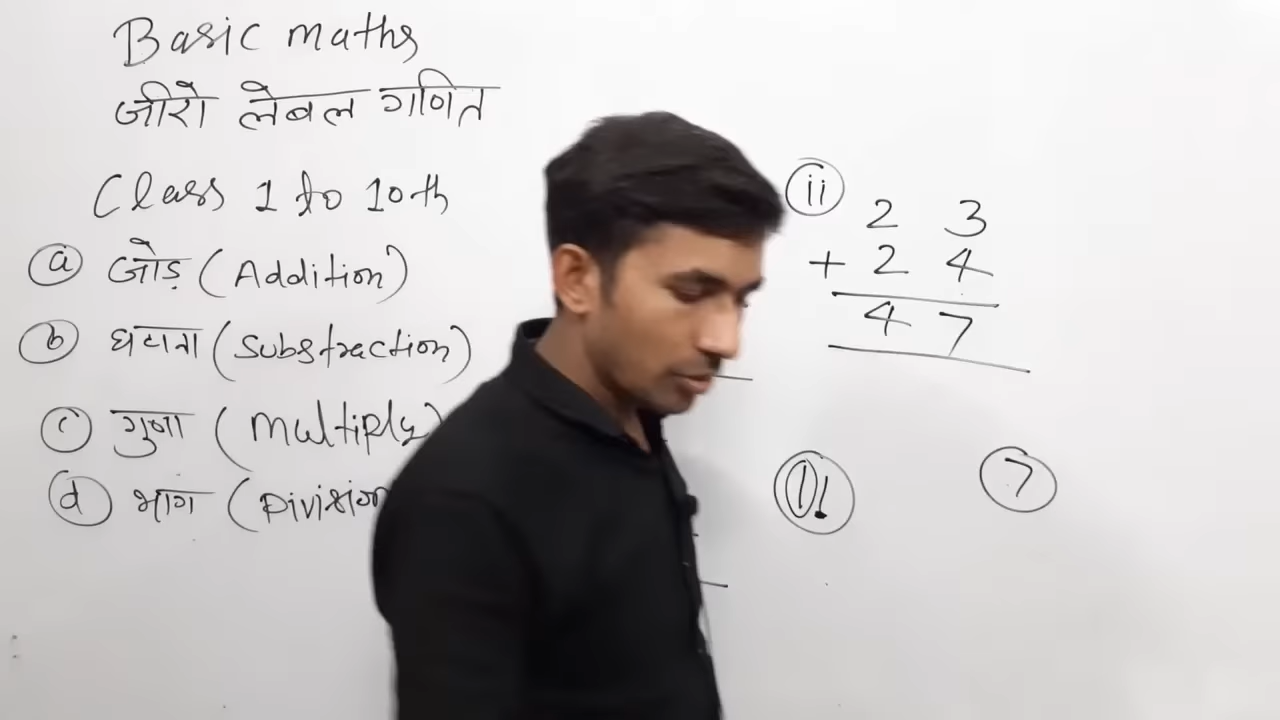 Basic maths
जीरो लेबल गणित
Class 1 to 10th
(a) जोड़ (Addition)
(b) घटाना (Substraction)
(c) गुणा (Multiply)
(d) भाग (Division
(ii)
2 3
+ 2 4
4 7
7